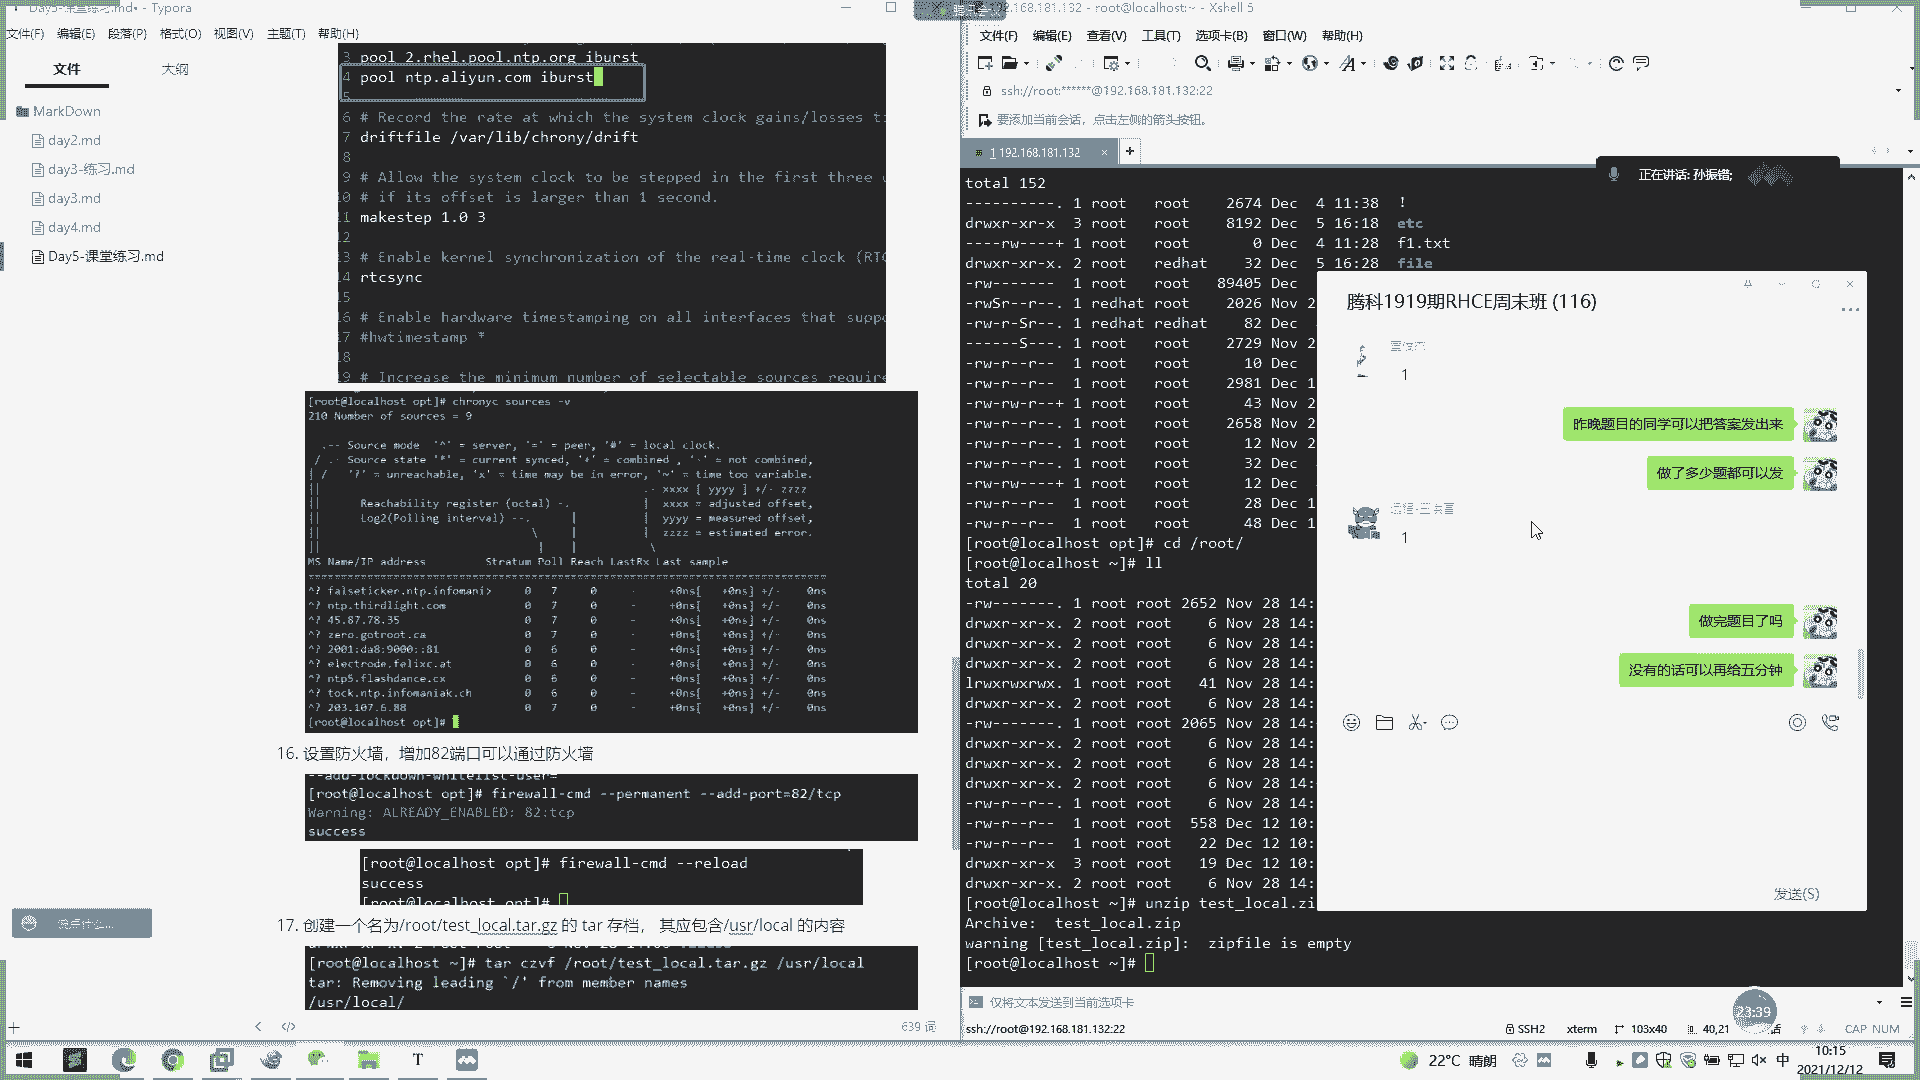 Day5-课堂练习.md• - Typora
文件(F) 编辑(E) 段落(P) 格式(O) 视图(V) 主题(T) 帮助(H)
文件 大纲
MarkDown
day2.md
day3-练习.md
day3.md
day4.md
Day5-课堂练习.md
3 pool 2.rhel.pool.ntp.org iburst
4 pool ntp.aliyun.com iburst
5
6 # Record the rate at which the system clock gains/losses
7 driftfile /var/lib/chrony/drift
8
9 # Allow the system clock to be stepped in the first three
10 # if its offset is larger than 1 second.
11 makestep 1.0 3
12
13 # Enable kernel synchronization of the real-time clock (RTC
14 rtcsync
15
16 # Enable hardware timestamping on all interfaces that supp
17 #hwtimestamp *
18
19 # Increase the minimum number of selectable sources require
[root@localhost opt]# chronyc sources -v
210 Number of sources = 9
.-- Source mode '^' = server, '=' = peer, '#' = local clock.
/ .- Source state '*' = current synced, '+' = combined , '-' = not combined,
| / '?' = unreachable, 'x' = time may be in error, '~' = time too variable.
|| .- xxxx [ yyyy ] +/- zzzz
|| Reachability register (octal) -. | xxxx = adjusted offset,
|| Log2(Polling interval) --. | | yyyy = measured offset,
|| \ | | zzzz = estimated error.
|| | | \
MS Name/IP address Stratum Poll Reach LastRx Last sample
^? falseticker.ntp.infomani> 0 7 0 - +0ns[ +0ns] +/- 0ns
^? ntp.thirdlight.com 0 7 0 - +0ns[ +0ns] +/- 0ns
^? 45.87.78.35 0 7 0 - +0ns[ +0ns] +/- 0ns
^? zero.gotroot.ca 0 7 0 - +0ns[ +0ns] +/- 0ns
^? 2001:da8:9000::81 0 6 0 - +0ns[ +0ns] +/- 0ns
^? electrode.felixc.at 0 6 0 - +0ns[ +0ns] +/- 0ns
^? ntp5.flashdance.cx 0 6 0 - +0ns[ +0ns] +/- 0ns
^? tock.ntp.infomaniak.ch 0 6 0 - +0ns[ +0ns] +/- 0ns
^? 203.107.6.88 0 7 0 - +0ns[ +0ns] +/- 0ns
[root@localhost opt]#
16. 设置防火墙，增加82端口可以通过防火墙
--add-lockdown-whitelist-user=
[root@localhost opt]# firewall-cmd --permanent --add-port=82/tcp
Warning: ALREADY_ENABLED: 82:tcp
success
[root@localhost opt]# firewall-cmd --reload
success
[root@localhost opt]#
17. 创建一个名为/root/test_local.tar.gz 的 tar 存档， 其应包含/usr/local 的内容
[root@localhost ~]# tar czvf /root/test_local.tar.gz /usr/local
tar: Removing leading `/' from member names
/usr/local/
639 词
192.168.181.132 - root@localhost:~ - Xshell 5
文件(F) 编辑(E) 查看(V) 工具(T) 选项卡(B) 窗口(W) 帮助(H)
ssh://root:******@192.168.181.132:22
要添加当前会话，点击左侧的箭头按钮。
1 192.168.181.132 × +
正在讲话: 孙振锴;
total 152
----------. 1 root root 2674 Dec 4 11:38 !
drwxr-xr-x 3 root root 8192 Dec 5 16:18 etc
----rw----+ 1 root root 0 Dec 4 11:28 f1.txt
drwxr-xr-x. 2 root redhat 32 Dec 5 16:28 file
-rw-------. 1 root root 89405 Dec
-rwSr--r--. 1 redhat root 2026 Nov 2
-rw-r-Sr--. 1 redhat redhat 82 Dec
------S---. 1 root root 2729 Nov 2
-rw-r--r--. 1 root root 10 Dec
-rw-r--r--. 1 root root 2981 Dec 1
-rw-rw-r--+ 1 root root 43 Nov 2
-rw-r--r--. 1 root root 2658 Nov 2
-rw-r--r--. 1 root root 12 Nov 2
-rw-r--r--. 1 root root 32 Dec
-rw-rw----+ 1 root root 12 Dec
-rw-r--r--. 1 root root 28 Dec 1
-rw-r--r--. 1 root root 48 Dec 1
[root@localhost opt]# cd /root/
[root@localhost ~]# ll
total 20
-rw-------. 1 root root 2652 Nov 28 14:
drwxr-xr-x. 2 root root 6 Nov 28 14:
drwxr-xr-x. 2 root root 6 Nov 28 14:
drwxr-xr-x. 2 root root 6 Nov 28 14:
lrwxrwxrwx. 1 root root 41 Nov 28 14:
drwxr-xr-x. 2 root root 6 Nov 28 14:
-rw-------. 1 root root 2065 Nov 28 14:
drwxr-xr-x. 2 root root 6 Nov 28 14:
drwxr-xr-x. 2 root root 6 Nov 28 14:
drwxr-xr-x. 2 root root 6 Nov 28 14:
-rw-r--r--. 1 root root 6 Nov 28 14:
-rw-r--r-- 1 root root 558 Dec 12 10:
-rw-r--r-- 1 root root 22 Dec 12 10:
drwxr-xr-x 3 root root 19 Dec 12 10:
drwxr-xr-x. 2 root root 6 Nov 28 14:
[root@localhost ~]# unzip test_local.zi
Archive: test_local.zip
warning [test_local.zip]: zipfile is empty
[root@localhost ~]#
腾科1919期RHCE周末班 (116)
1
昨晚题目的同学可以把答案发出来
做了多少题都可以发
1
做完题目了吗
没有的话可以再给五分钟
发送(S)
仅将文本发送到当前选项卡
23:39
ssh://root@192.168.181.132:22 SSH2 xterm 103x40 40,21 CAP NUM
22°C 晴朗 中 10:15
2021/12/12